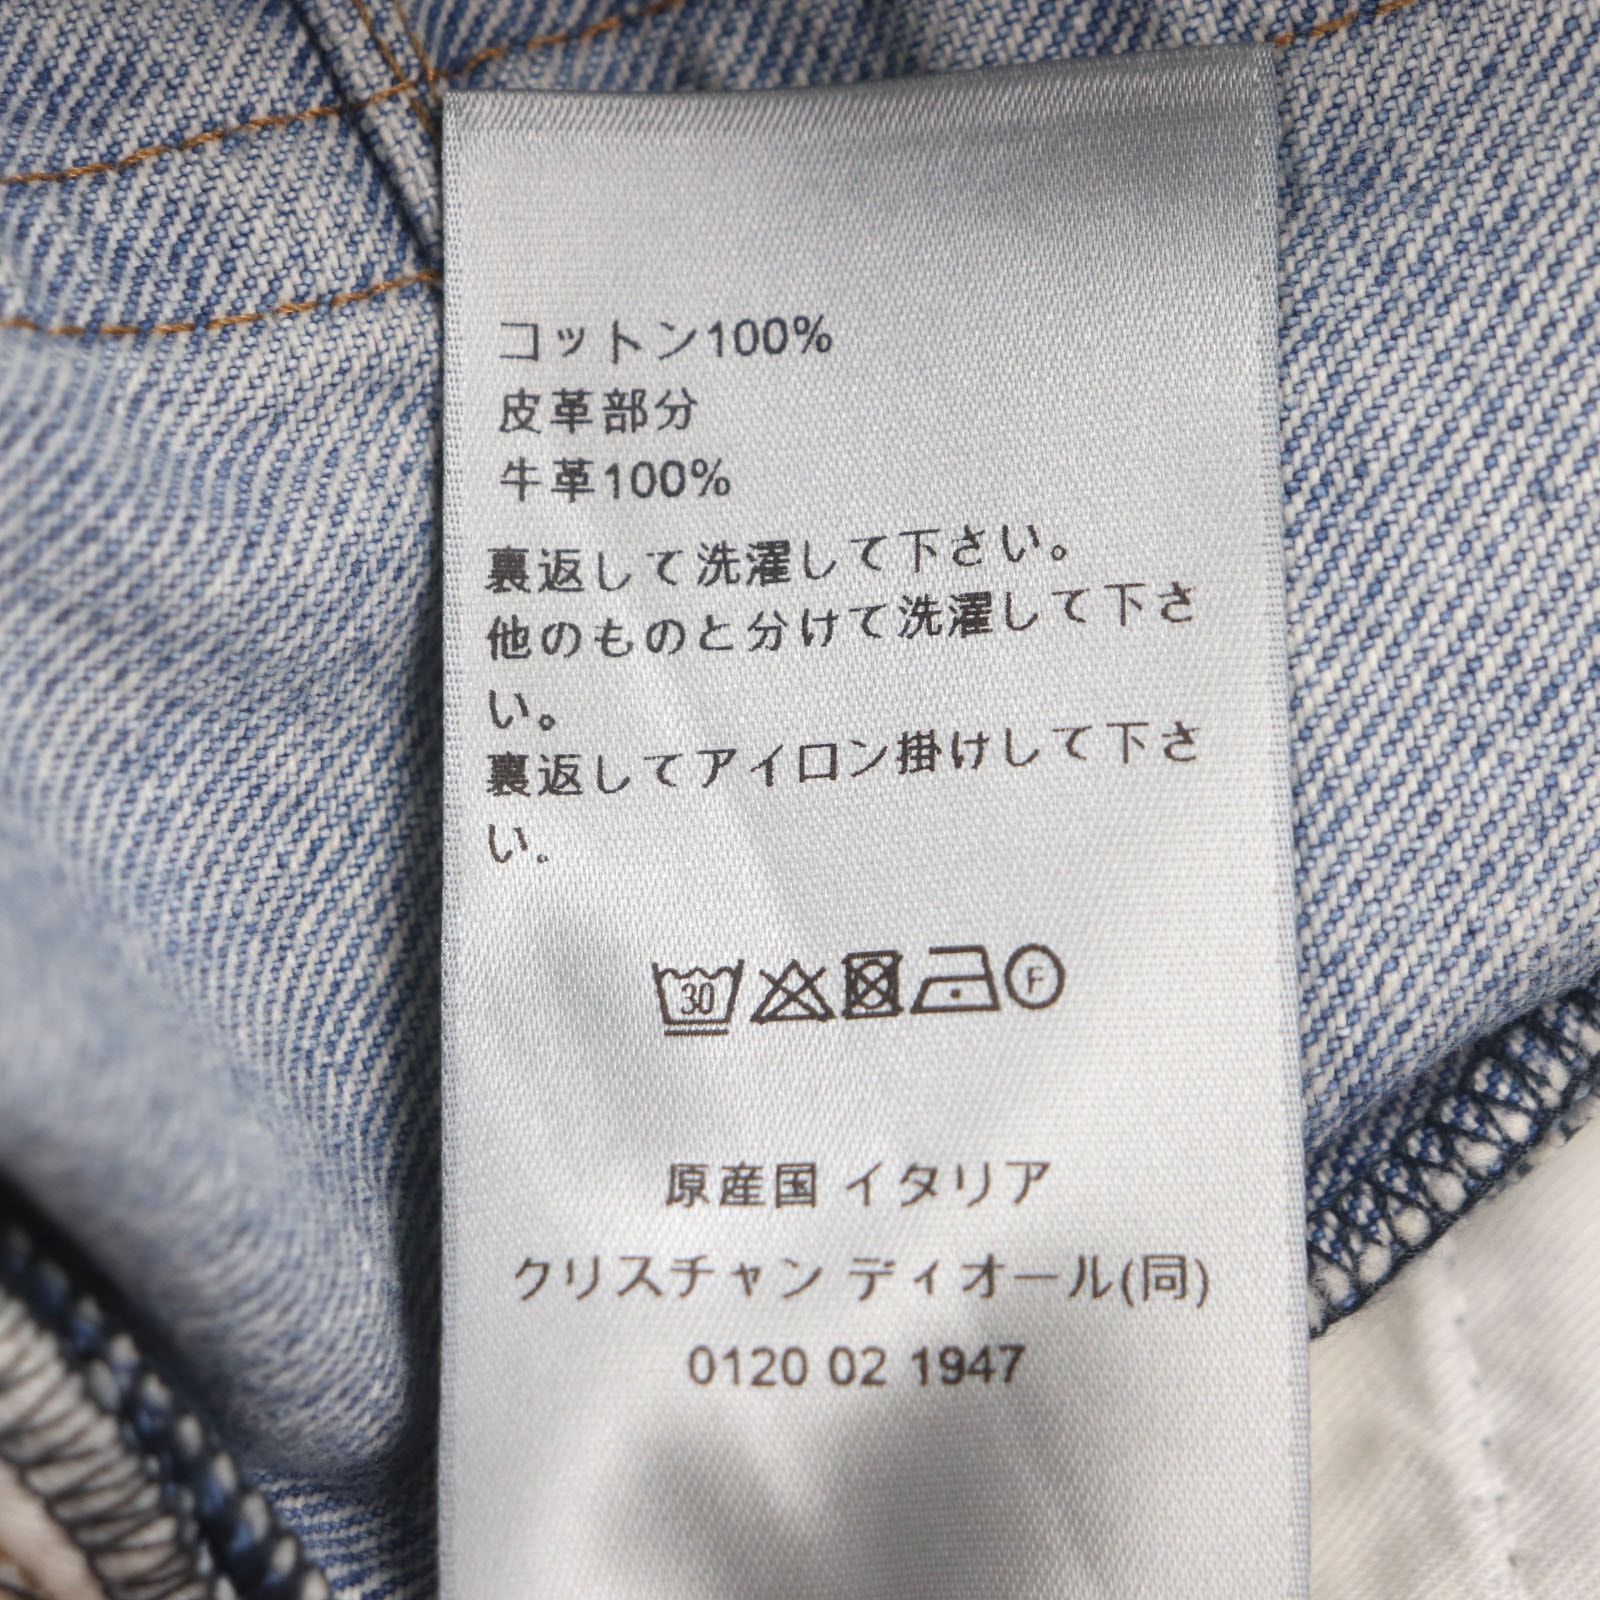 コットン100%
皮革部分
牛革100%
裏返して洗濯して下さい。
他のものと分けて洗濯して下さ
い。
裏返してアイロン掛けして下さ
い。
30
F
原産国 イタリア
クリスチャン ディオール(同)
0120 02 1947